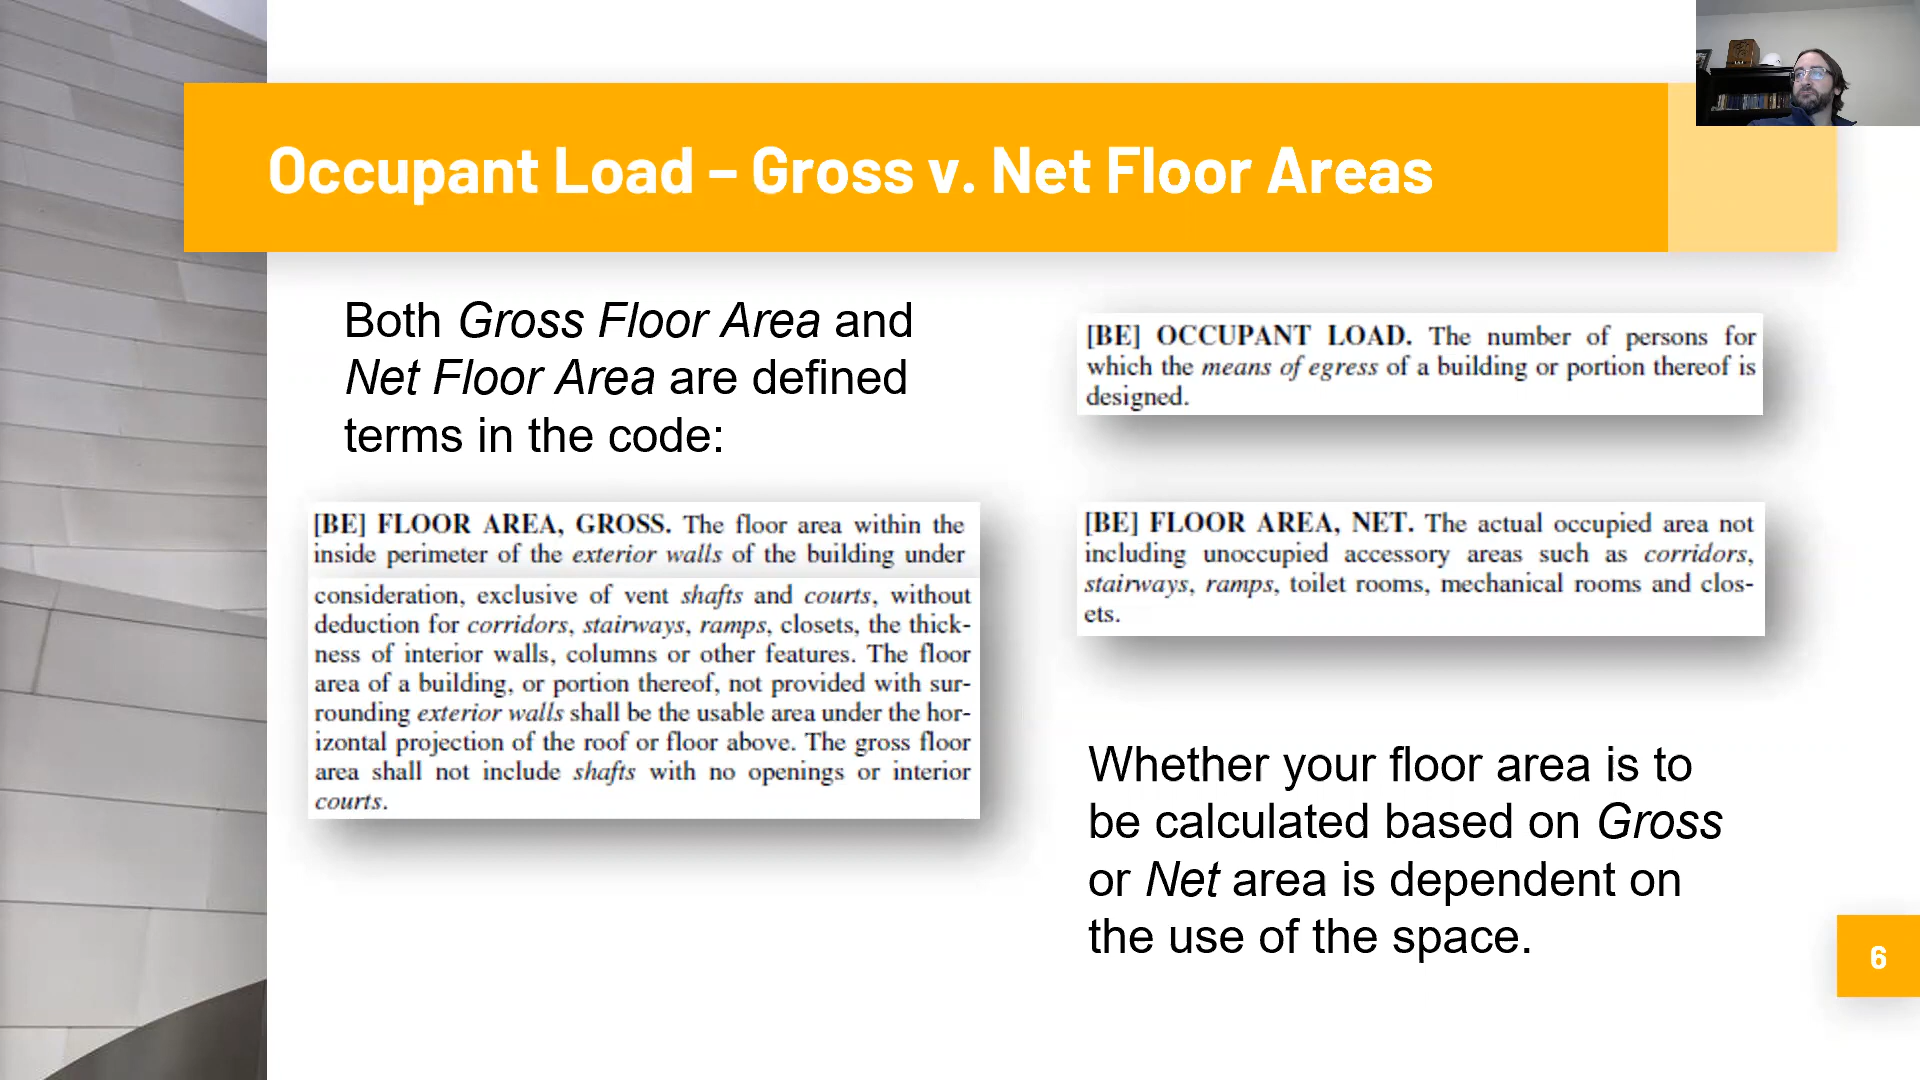 Occupant Load – Gross v. Net Floor Areas
Both Gross Floor Area and
Net Floor Area are defined
terms in the code:
[BE] FLOOR AREA, GROSS. The floor area within the
inside perimeter of the exterior walls of the building under
consideration, exclusive of vent shafts and courts, without
deduction for corridors, stairways, ramps, closets, the thick-
ness of interior walls, columns or other features. The floor
area of a building, or portion thereof, not provided with sur-
rounding exterior walls shall be the usable area under the hor-
izontal projection of the roof or floor above. The gross floor
area shall not include shafts with no openings or interior
courts.
[BE] OCCUPANT LOAD. The number of persons for
which the means of egress of a building or portion thereof is
designed.
[BE] FLOOR AREA, NET. The actual occupied area not
including unoccupied accessory areas such as corridors,
stairways, ramps, toilet rooms, mechanical rooms and clos-
ets.
Whether your floor area is to
be calculated based on Gross
or Net area is dependent on
the use of the space.
6